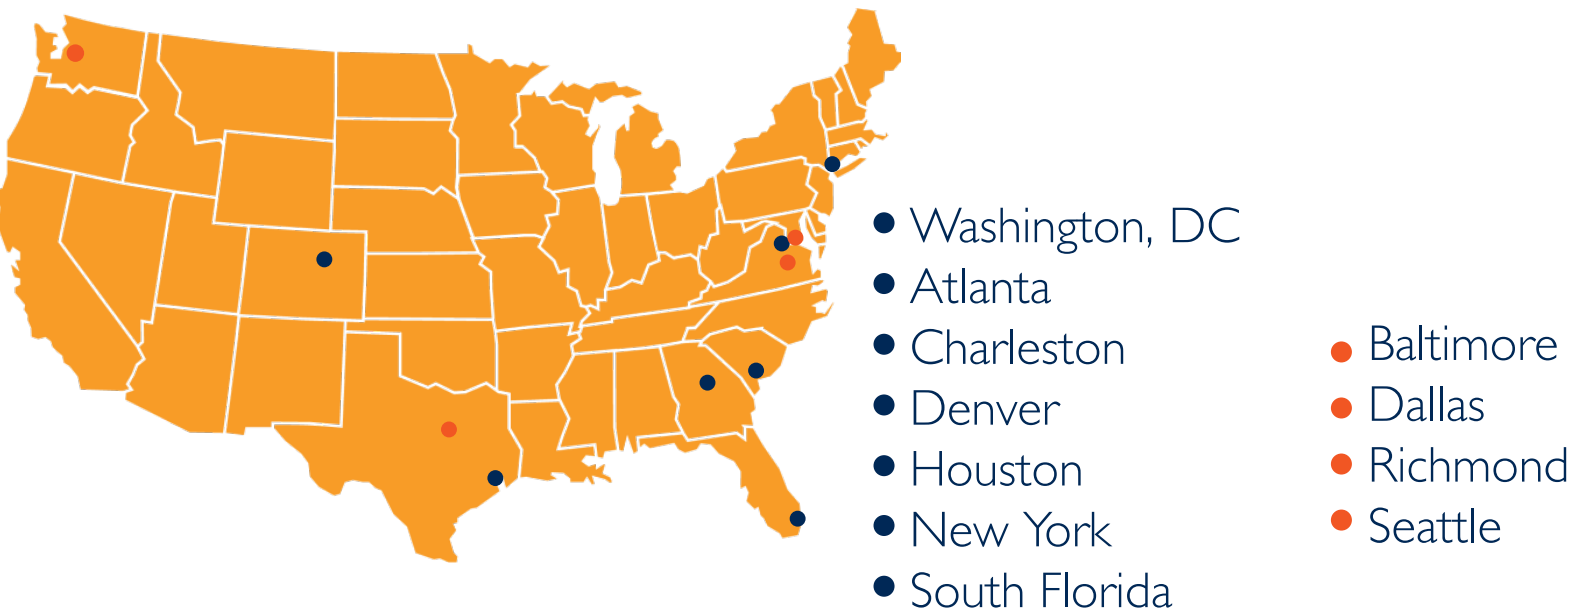 Washington, DC
Atlanta
Charleston
Denver
Houston
New York
South Florida
Baltimore
Dallas
Richmond
Seattle